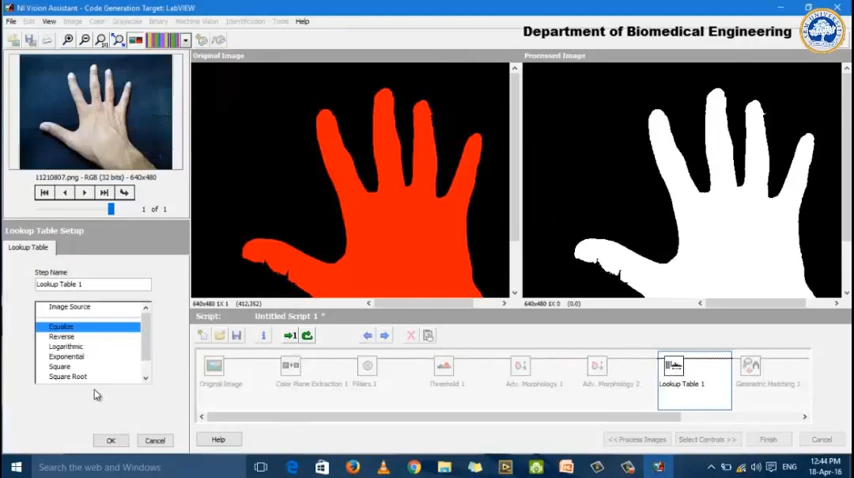 NI Vision Assistant - Code Generation Target: LabVIEW
File Edit View Image Color Grayscale Binary Machine Vision Identification Tools Help
Department of Biomedical Engineering
Original Image
Processed Image
11210807.png - RGB (32 bits) - 640x480
1 of 1
Lookup Table Setup
Lookup Table
Step Name
Lookup Table 1
Image Source
Equalize
Reverse
Logarithmic
Exponential
Square
Square Root
OK Cancel
640x480 1X 1 (412,352)
640x480 1X 0 (0,0)
Script: Untitled Script 1 *
Original Image
Color Plane Extraction 1
Filters 1
Threshold 1
Adv. Morphology 1
Adv. Morphology 2
Lookup Table 1
Geometric Matching 1
Help
<< Process Images
Select Controls >>
Finish
Cancel
Search the web and Windows
ENG
12:44 PM
18-Apr-16